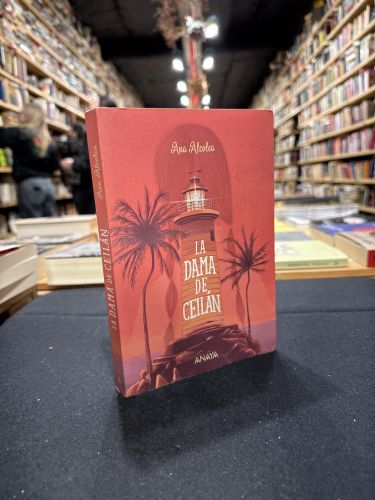 Ana Alcolea
LA
DAMA
DE
CEILÁN
ANAYA
Ana Alcolea
LA DAMA DE CEILÁN